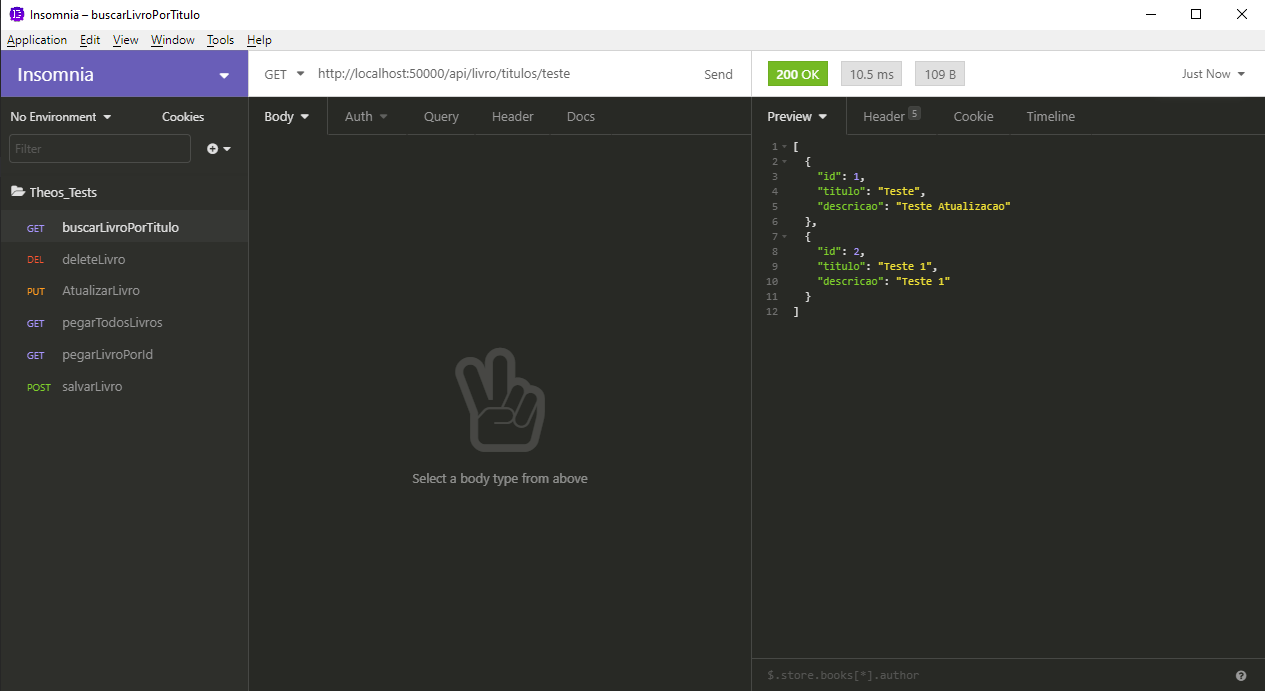 Insomnia – buscarLivroPorTitulo
Application Edit View Window Tools Help
Insomnia
GET http://localhost:50000/api/livro/titulos/teste Send
200 OK 10.5 ms 109 B Just Now
No Environment Cookies
Filter
Theos_Tests
GET buscarLivroPorTitulo
DEL deleteLivro
PUT AtualizarLivro
GET pegarTodosLivros
GET pegarLivroPorId
POST salvarLivro
Body Auth Query Header Docs
Select a body type from above
Preview Header 5 Cookie Timeline
1 [
2 {
3 "id": 1,
4 "titulo": "Teste",
5 "descricao": "Teste Atualizacao"
6 },
7 {
8 "id": 2,
9 "titulo": "Teste 1",
10 "descricao": "Teste 1"
11 }
12 ]
$.store.books[*].author